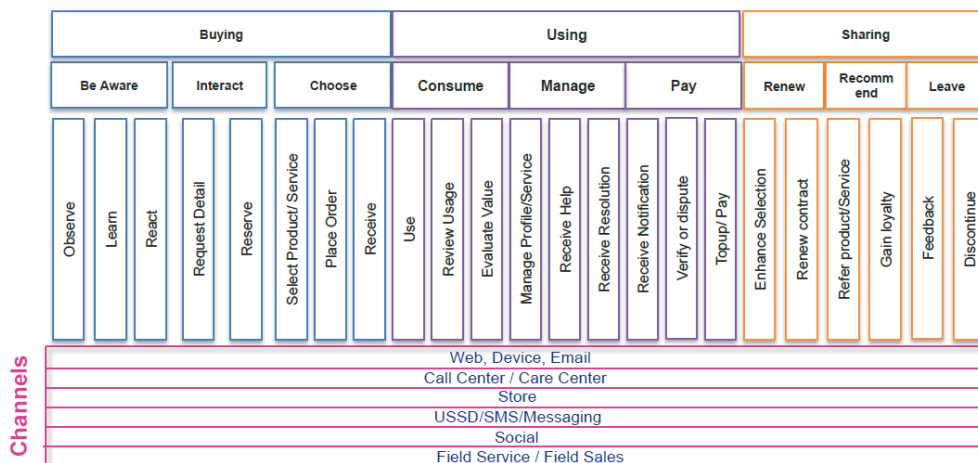 Buying
Using
Sharing
Be Aware
Interact
Choose
Consume
Manage
Pay
Renew
Recomm
end
Leave
Observe
Learn
React
Request Detail
Reserve
Select Product/ Service
Place Order
Receive
Use
Review Usage
Evaluate Value
Manage Profile/Service
Receive Help
Receive Resolution
Receive Notification
Verify or dispute
Topup/ Pay
Enhance Selection
Renew contract
Refer product/Service
Gain loyalty
Feedback
Discontinue
Channels
Web, Device, Email
Call Center / Care Center
Store
USSD/SMS/Messaging
Social
Field Service / Field Sales